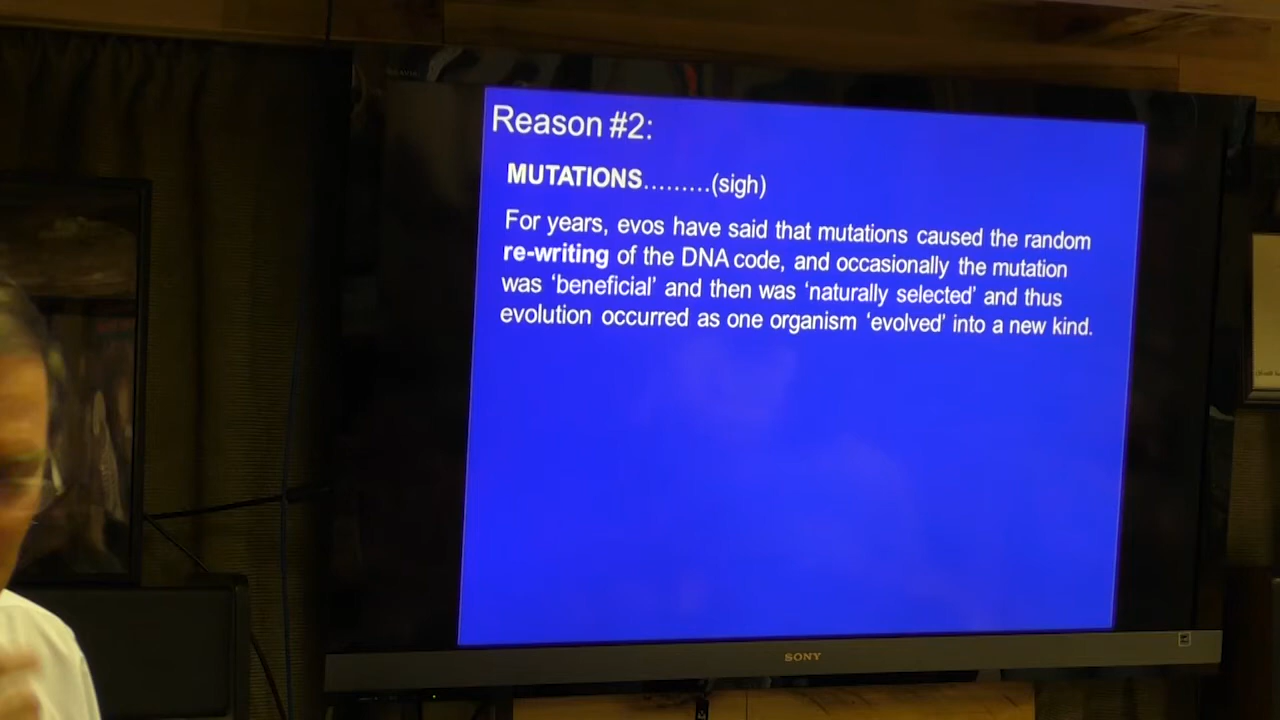 Reason #2:
MUTATIONS.........(sigh)
For years, evos have said that mutations caused the random
re-writing of the DNA code, and occasionally the mutation
was ‘beneficial’ and then was ‘naturally selected’ and thus
evolution occurred as one organism ‘evolved’ into a new kind.
SONY